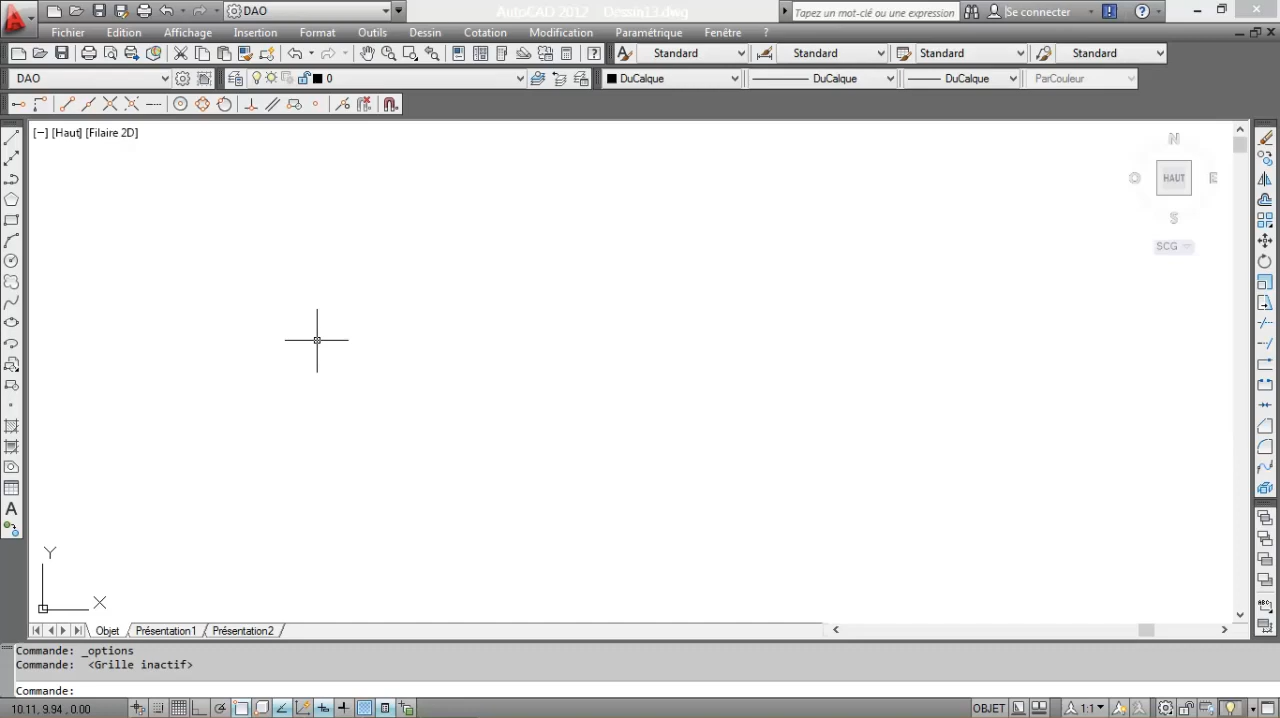 DAO AutoCAD 2012 Dessin13.dwg Tapez un mot-clé ou une expression Se connecter ?
Fichier Edition Affichage Insertion Format Outils Dessin Cotation Modification Paramétrique Fenêtre ?
Standard Standard Standard Standard
DAO 0 DuCalque DuCalque DuCalque ParCouleur
[−] [Haut] [Filaire 2D]
N
O HAUT E
S
SCG
A
Y
X
Objet Présentation1 Présentation2
Commande: _options
Commande: <Grille inactif>
Commande:
10.11, 9.94 , 0.00 OBJET 1:1